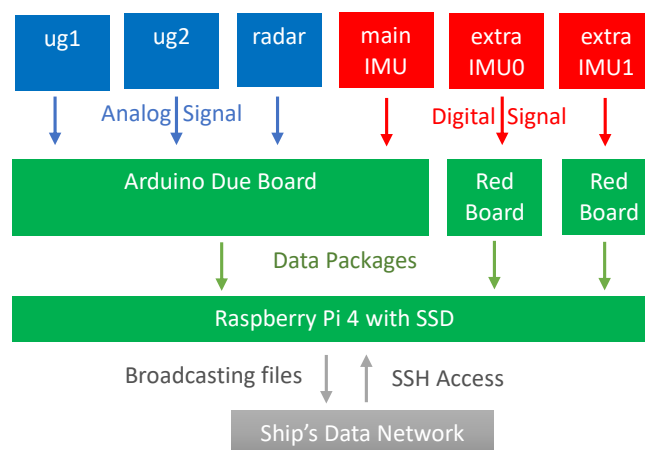 ug1
ug2
radar
main
IMU
extra
IMU0
extra
IMU1
Analog Signal
Digital Signal
Arduino Due Board
Red
Board
Red
Board
Data Packages
Raspberry Pi 4 with SSD
Broadcasting files
SSH Access
Ship's Data Network